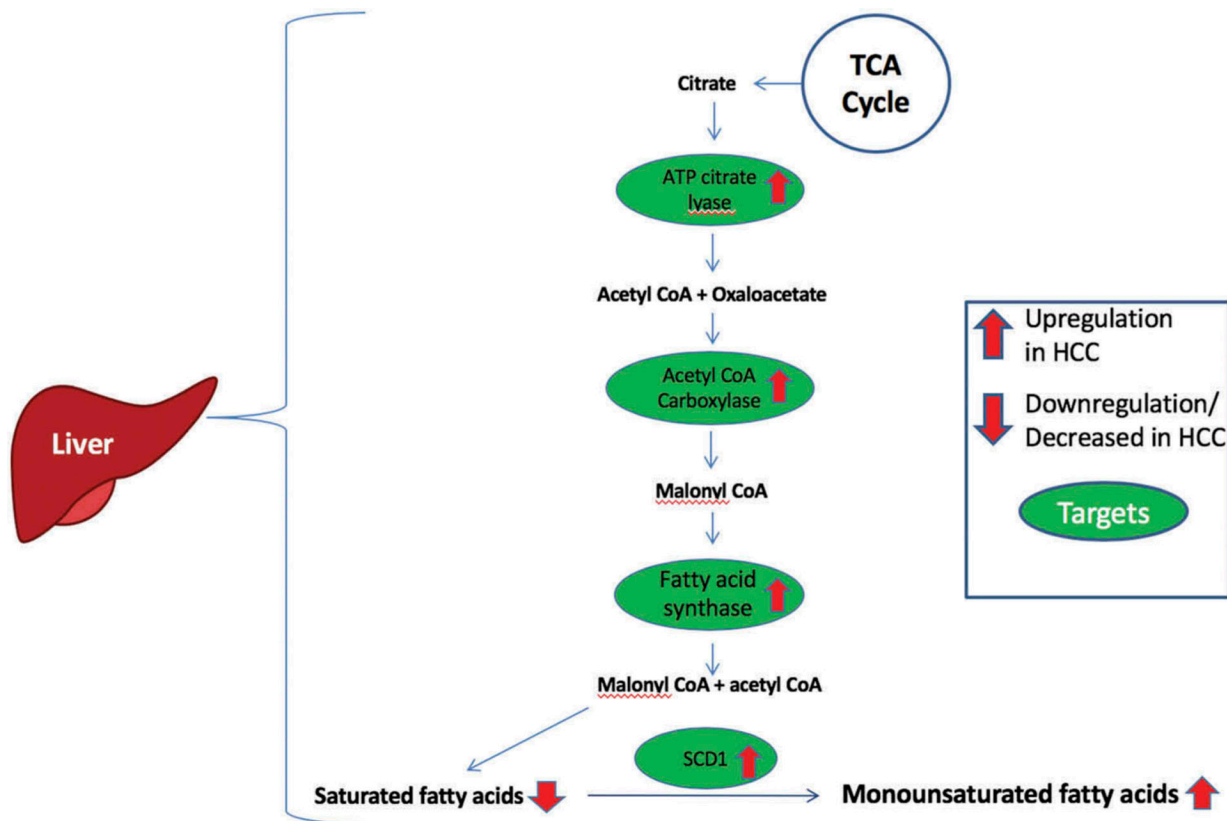 TCA
Cycle
Citrate
ATP citrate
lyase
Acetyl CoA + Oxaloacetate
Acetyl CoA
Carboxylase
Malonyl CoA
Fatty acid
synthase
Malonyl CoA + acetyl CoA
SCD1
Saturated fatty acids
Monounsaturated fatty acids
Liver
Upregulation
in HCC
Downregulation/
Decreased in HCC
Targets